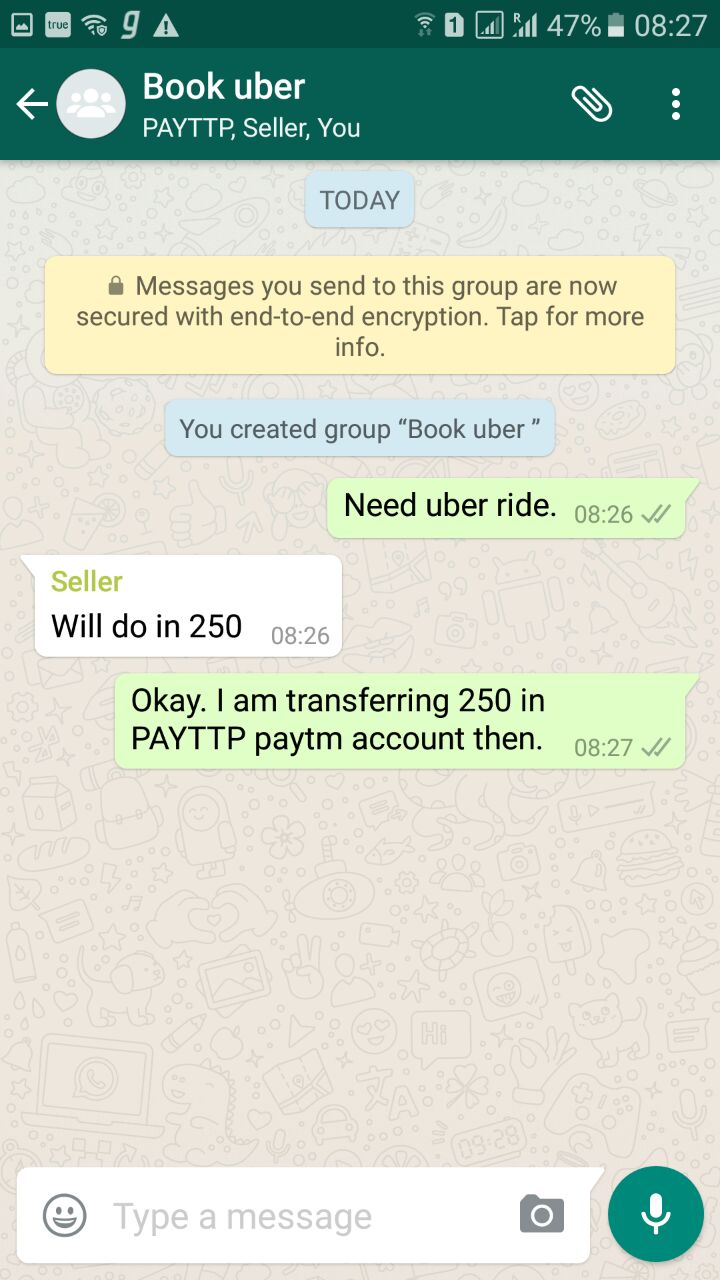 true g 1 R 47% 08:27
Book uber
PAYTTP, Seller, You
TODAY
Messages you send to this group are now
secured with end-to-end encryption. Tap for more
info.
You created group “Book uber ”
Need uber ride. 08:26
Seller
Will do in 250 08:26
Okay. I am transferring 250 in
PAYTTP paytm account then. 08:27
Hi
09:28
Type a message